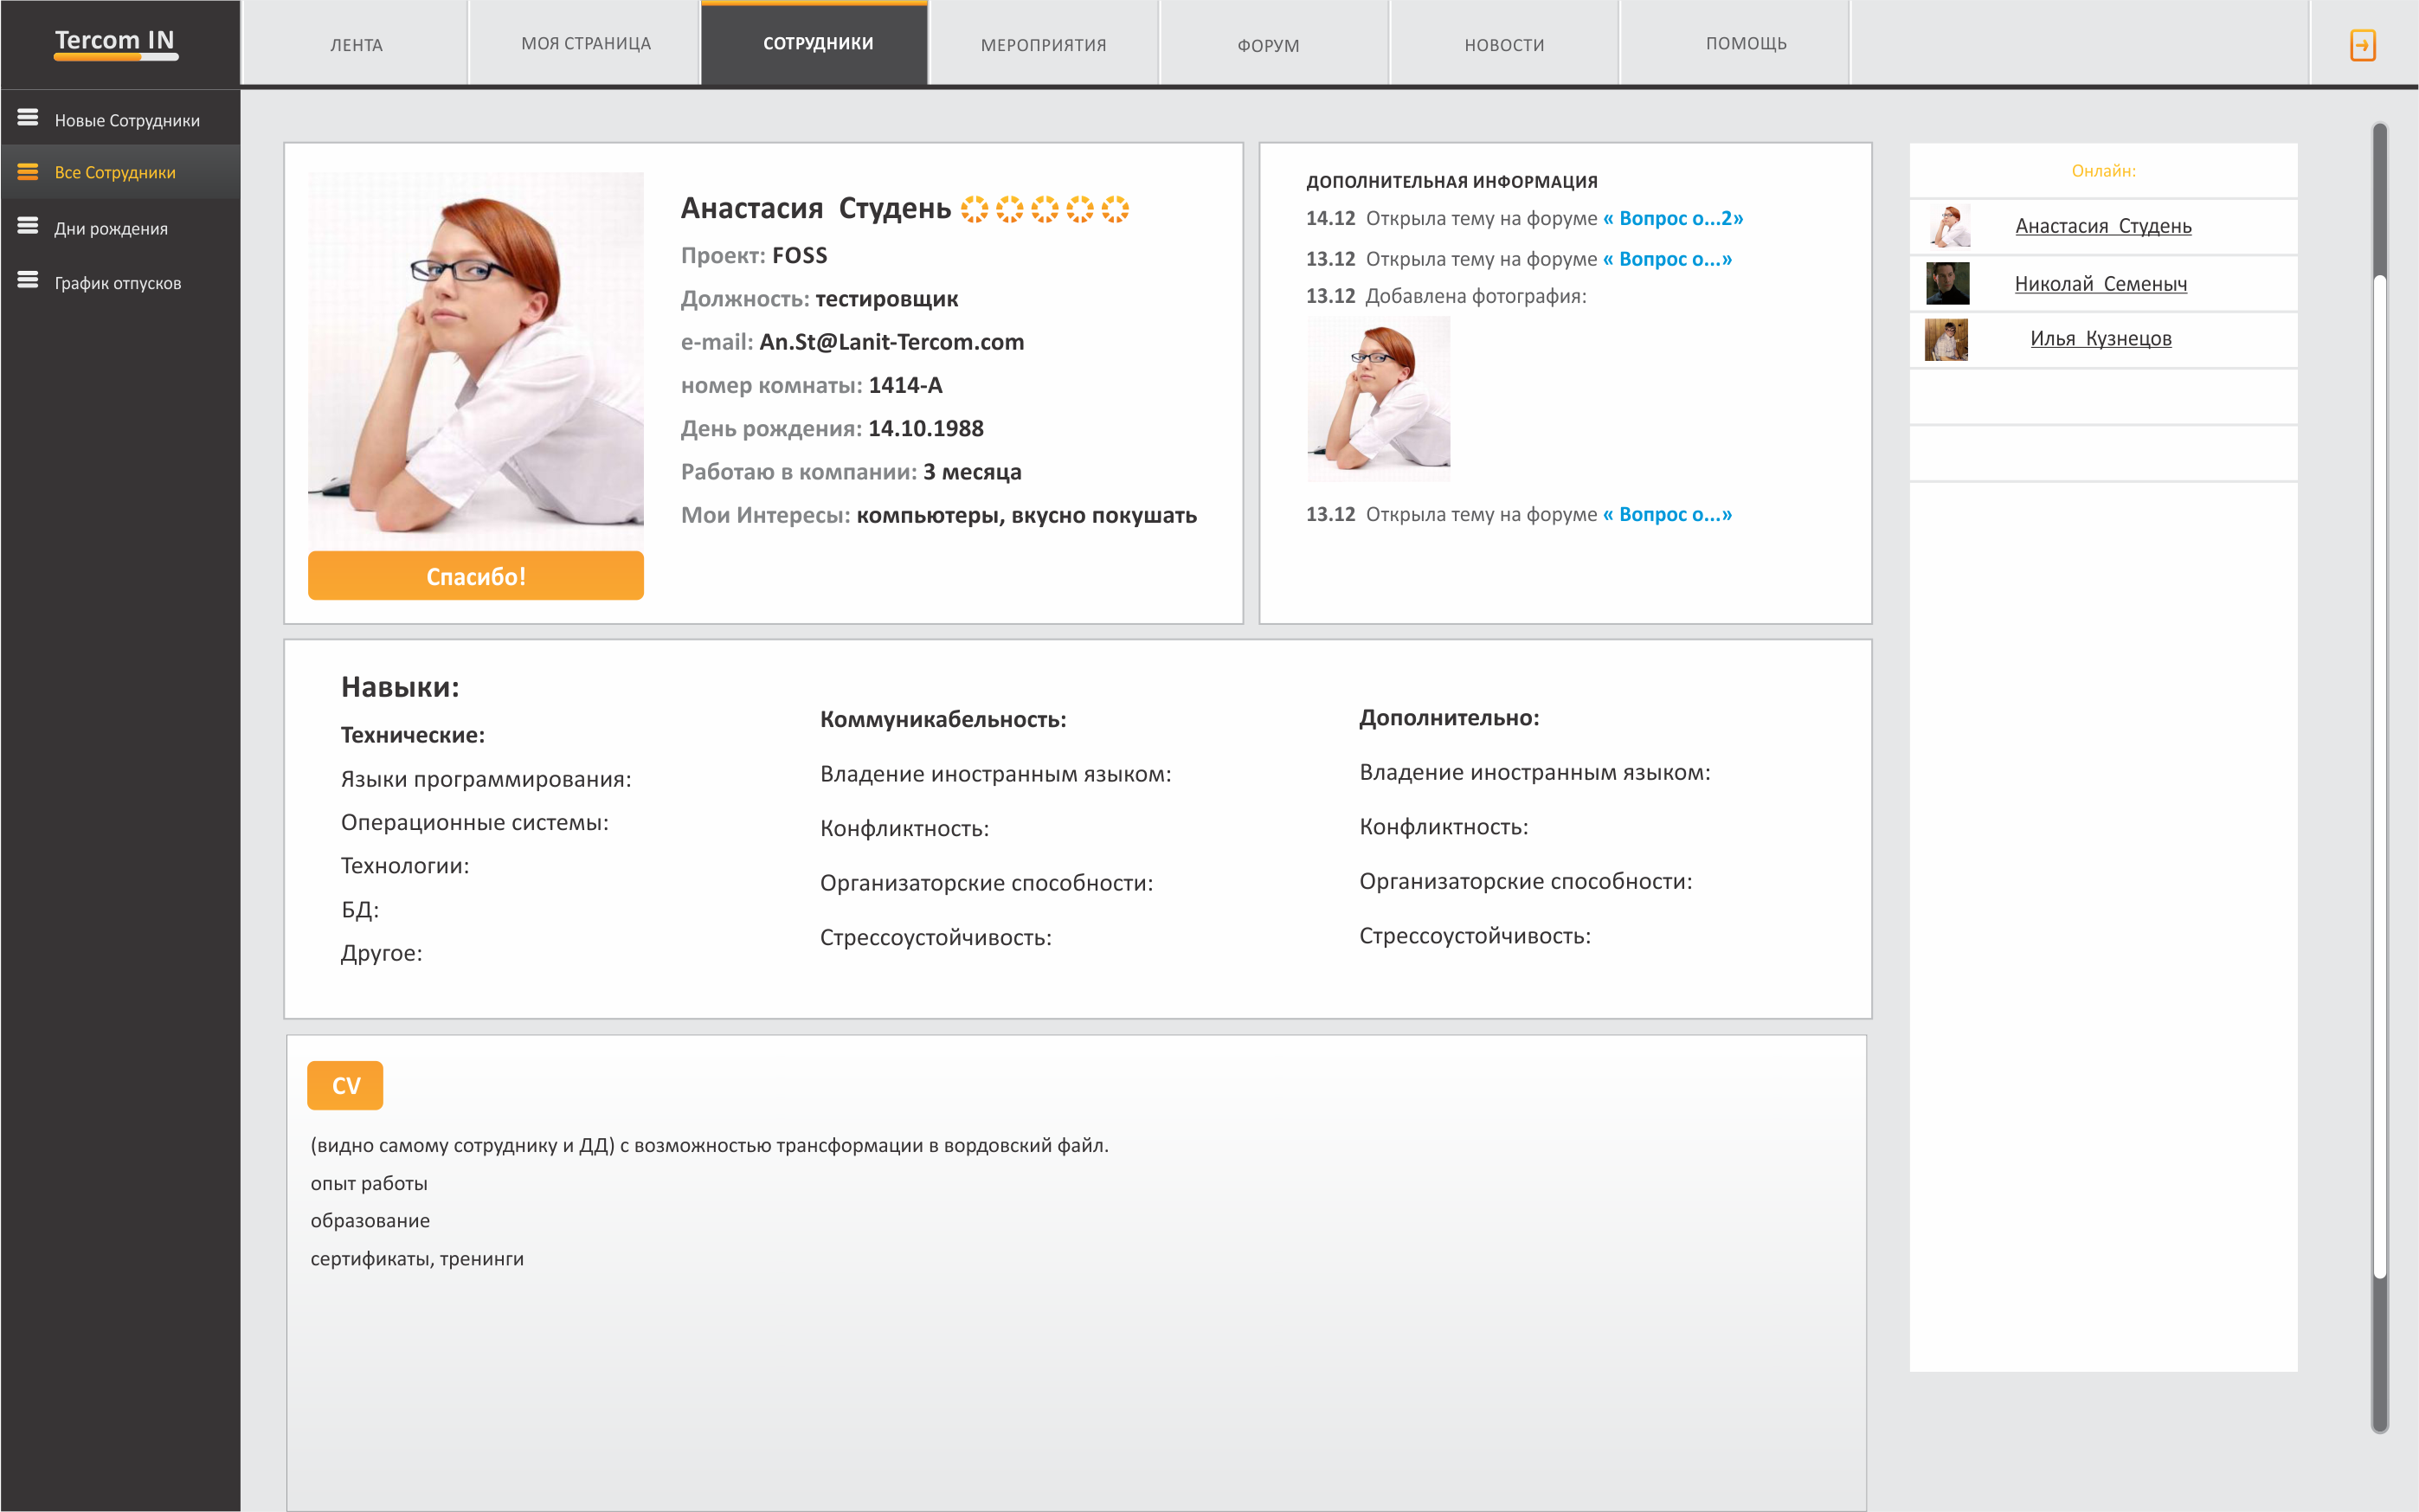 Tercom IN
ЛЕНТА
МОЯ СТРАНИЦА
СОТРУДНИКИ
МЕРОПРИЯТИЯ
ФОРУМ
НОВОСТИ
ПОМОЩЬ
Новые Сотрудники
Все Сотрудники
Дни рождения
График отпусков
Анастасия Студень
Проект: FOSS
Должность: тестировщик
e-mail: An.St@Lanit-Tercom.com
номер комнаты: 1414-А
День рождения: 14.10.1988
Работаю в компании: 3 месяца
Мои Интересы: компьютеры, вкусно покушать
Спасибо!
ДОПОЛНИТЕЛЬНАЯ ИНФОРМАЦИЯ
14.12 Открыла тему на форуме « Вопрос о...2»
13.12 Открыла тему на форуме « Вопрос о...»
13.12 Добавлена фотография:
13.12 Открыла тему на форуме « Вопрос о...»
Онлайн:
Анастасия Студень
Николай Семеныч
Илья Кузнецов
Навыки:
Технические:
Языки программирования:
Операционные системы:
Технологии:
БД:
Другое:
Коммуникабельность:
Владение иностранным языком:
Конфликтность:
Организаторские способности:
Стрессоустойчивость:
Дополнительно:
Владение иностранным языком:
Конфликтность:
Организаторские способности:
Стрессоустойчивость:
CV
(видно самому сотруднику и ДД) с возможностью трансформации в вордовский файл.
опыт работы
образование
сертификаты, тренинги